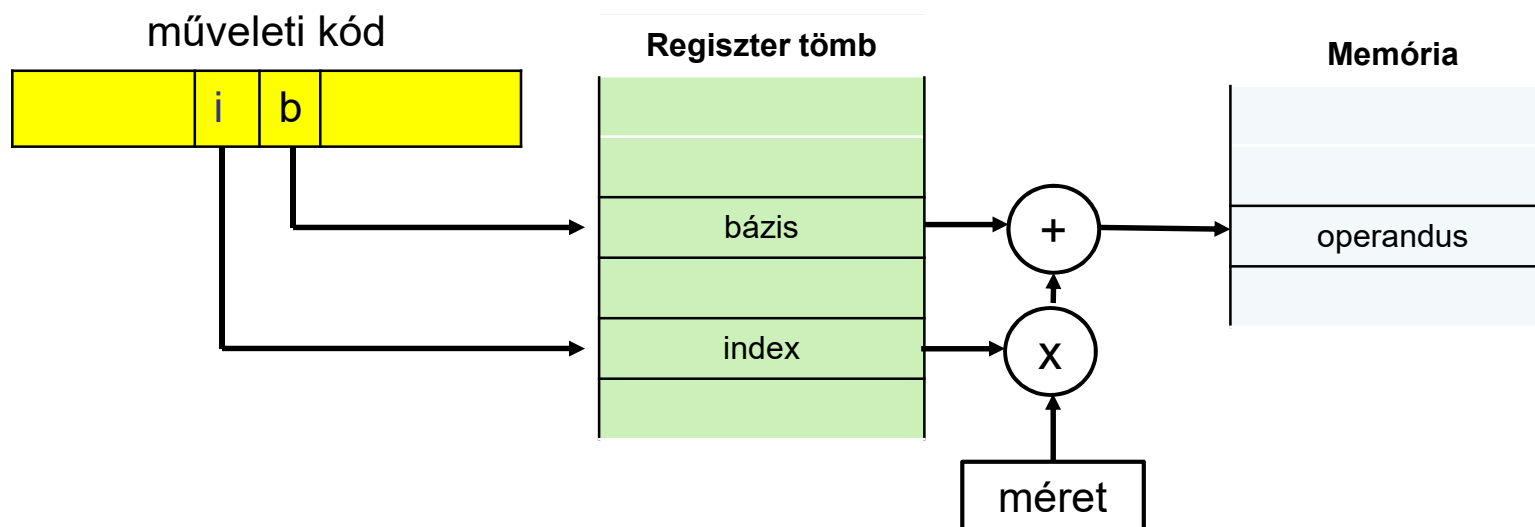 műveleti kód
i
b
Regiszter tömb
bázis
index
+
x
méret
Memória
operandus